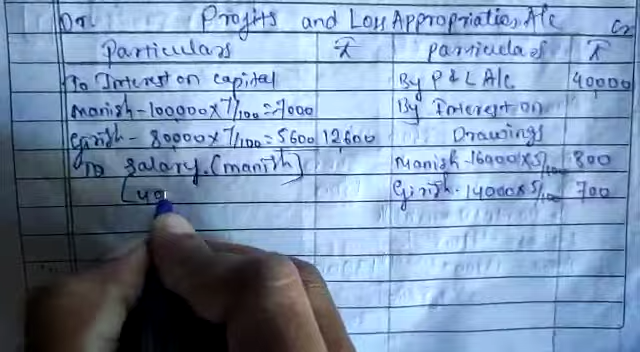 Dr. Profits and Loss Appropriation A/c Cr
Particulars ₹ Particulars ₹
To Interest on capital By P & L A/c 40000
Manish - 100000 x 7/100 = 7000 By Interest on
Girish - 80000 x 7/100 = 5600 12600 Drawings
To salary. (manish) Manish - 16000 x 5/100 800
Girish - 14000 x 5/100 700